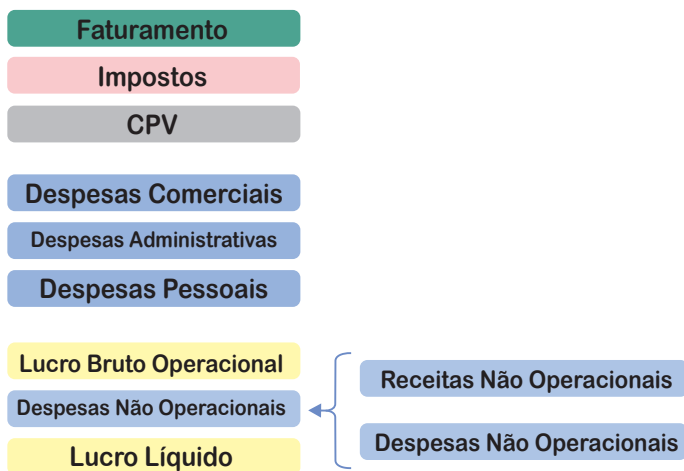 Faturamento
Impostos
CPV
Despesas Comerciais
Despesas Administrativas
Despesas Pessoais
Lucro Bruto Operacional
Despesas Não Operacionais
Lucro Líquido
Receitas Não Operacionais
Despesas Não Operacionais